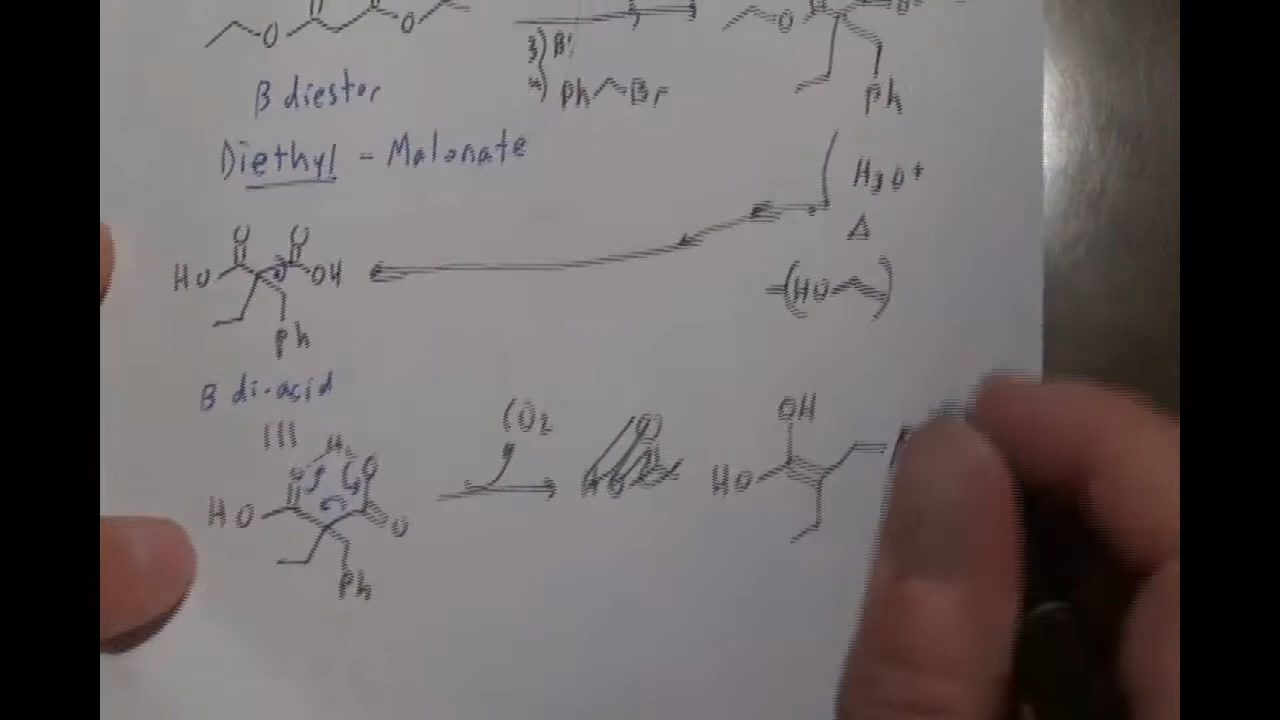 O O O
3) B:
4) Ph Br
Ph
β diester
Diethyl - Malonate
H3O+
Δ
-(HO )
O O
HO OH
Ph
β di-acid
CO2
OH
H
O O
HO O
HO
Ph